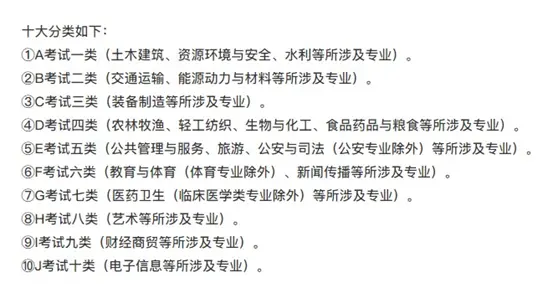 十大分类如下：
①A考试一类（土木建筑、资源环境与安全、水利等所涉及专业）。
②B考试二类（交通运输、能源动力与材料等所涉及专业）。
③C考试三类（装备制造等所涉及专业）。
④D考试四类（农林牧渔、轻工纺织、生物与化工、食品药品与粮食等所涉及专业）。
⑤E考试五类（公共管理与服务、旅游、公安与司法（公安专业除外）等所涉及专业）。
⑥F考试六类（教育与体育（体育专业除外）、新闻传播等所涉及专业）。
⑦G考试七类（医药卫生（临床医学类专业除外）等所涉及专业）。
⑧H考试八类（艺术等所涉及专业）。
⑨I考试九类（财经商贸等所涉及专业）。
⑩J考试十类（电子信息等所涉及专业）。